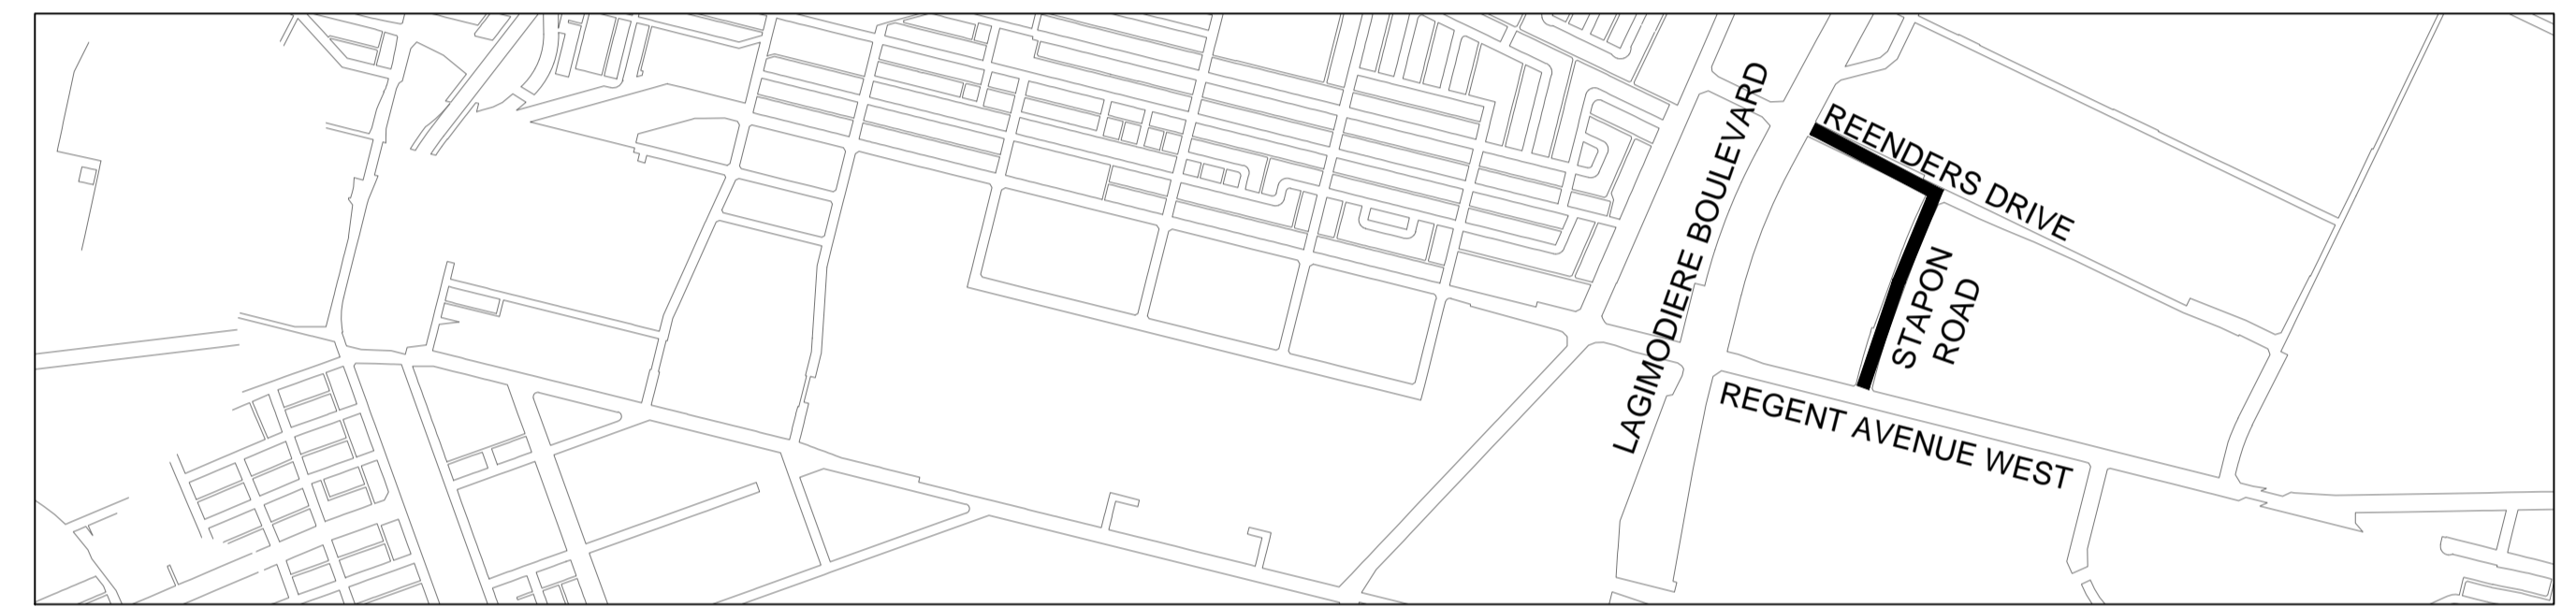 LAGIMODIERE BOULEVARD
REENDERS DRIVE
STAPON
ROAD
REGENT AVENUE WEST